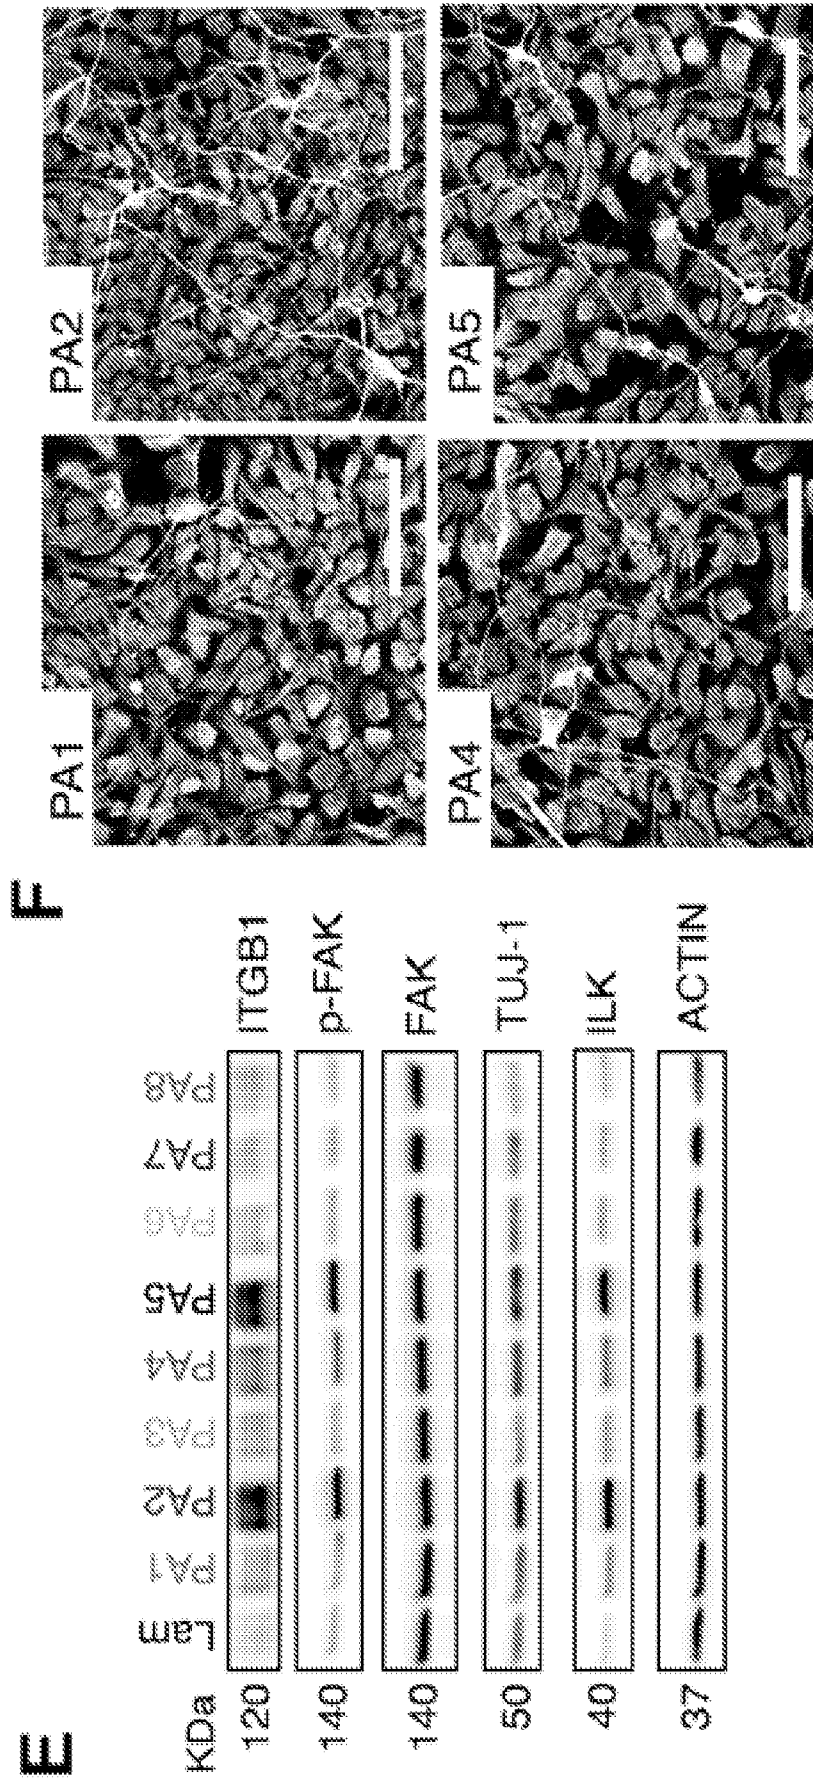 E
KDa
Lam
PA1
PA2
PA3
PA4
PA5
PA6
PA7
PA8
120
ITGB1
140
p-FAK
140
FAK
50
TUJ-1
40
ILK
37
ACTIN
F
PA1
PA2
PA4
PA5